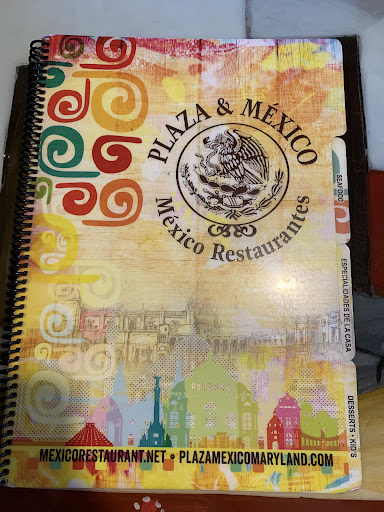 PLAZA & MÉXICO
México Restaurantes
SEAFOOD
ESPECIALIDADES DE LA CASA
DESSERTS • KID'S
MEXICORESTAURANT.NET • PLAZAMEXICOMARYLAND.COM